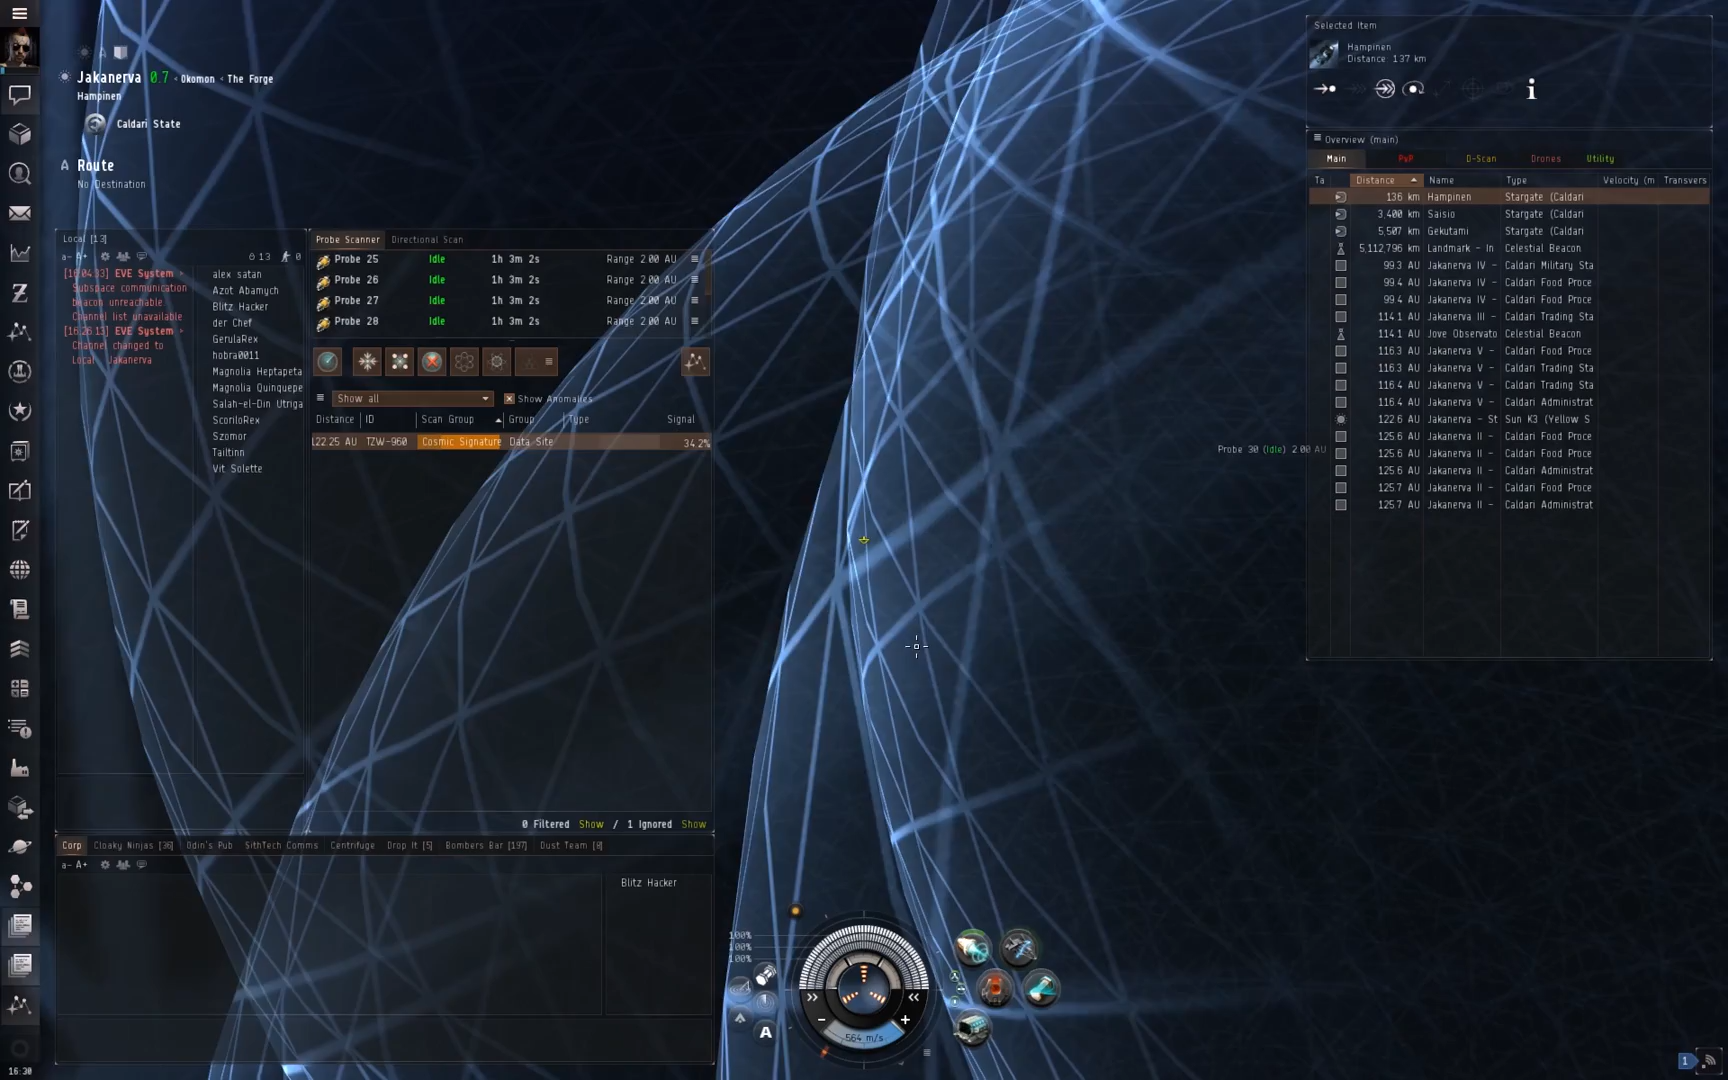 Jakanerva 0.7 < Okomon < The Forge
Hampinen
Caldari State
Route
No Destination
Local [13]
a- A+
13
0
[16:04:33] EVE System >
Subspace communication
beacon unreachable.
Channel list unavailable
[16:26:13] EVE System >
Channel changed to
Local : Jakanerva
alex satan
Azot Abamych
Blitz Hacker
der Chef
GerulaRex
hobra0011
Magnolia Heptapeta
Magnolia Quinquepe
Salah-el-Din Utriga
ScoriloRex
Szomor
Tailtinn
Vit Solette
Probe Scanner
Directional Scan
Probe 25 Idle 1h 3m 2s Range 2.00 AU
Probe 26 Idle 1h 3m 2s Range 2.00 AU
Probe 27 Idle 1h 3m 2s Range 2.00 AU
Probe 28 Idle 1h 3m 2s Range 2.00 AU
Show all
Show Anomalies
Distance ID Scan Group Group Type Signal
122.25 AU TZW-960 Cosmic Signature Data Site 34.2%
0 Filtered Show / 1 Ignored Show
Corp Cloaky Ninjas [36] Odin's Pub SithTech Comms Centrifuge Drop It [5] Bombers Bar [197] Dust Team [8]
a- A+
Blitz Hacker
Probe 30 (Idle) 2.00 AU
100%
100%
100%
564 m/s
A
Selected Item
Hampinen
Distance: 137 km
Overview (main)
Main PvP D-Scan Drones Utility
Ta Distance Name Type Velocity (m Transvers
136 km Hampinen Stargate (Caldari
3,400 km Saisio Stargate (Caldari
5,507 km Gekutami Stargate (Caldari
5,112,796 km Landmark - In Celestial Beacon
99.3 AU Jakanerva IV - Caldari Military Sta
99.4 AU Jakanerva IV - Caldari Food Proce
99.4 AU Jakanerva IV - Caldari Food Proce
114.1 AU Jakanerva III - Caldari Trading Sta
114.1 AU Jove Observato Celestial Beacon
116.3 AU Jakanerva V - Caldari Food Proce
116.3 AU Jakanerva V - Caldari Trading Sta
116.4 AU Jakanerva V - Caldari Trading Sta
116.4 AU Jakanerva V - Caldari Administrat
122.6 AU Jakanerva - St Sun K3 (Yellow S
125.6 AU Jakanerva II - Caldari Food Proce
125.6 AU Jakanerva II - Caldari Food Proce
125.6 AU Jakanerva II - Caldari Administrat
125.7 AU Jakanerva II - Caldari Food Proce
125.7 AU Jakanerva II - Caldari Administrat
16:30
1